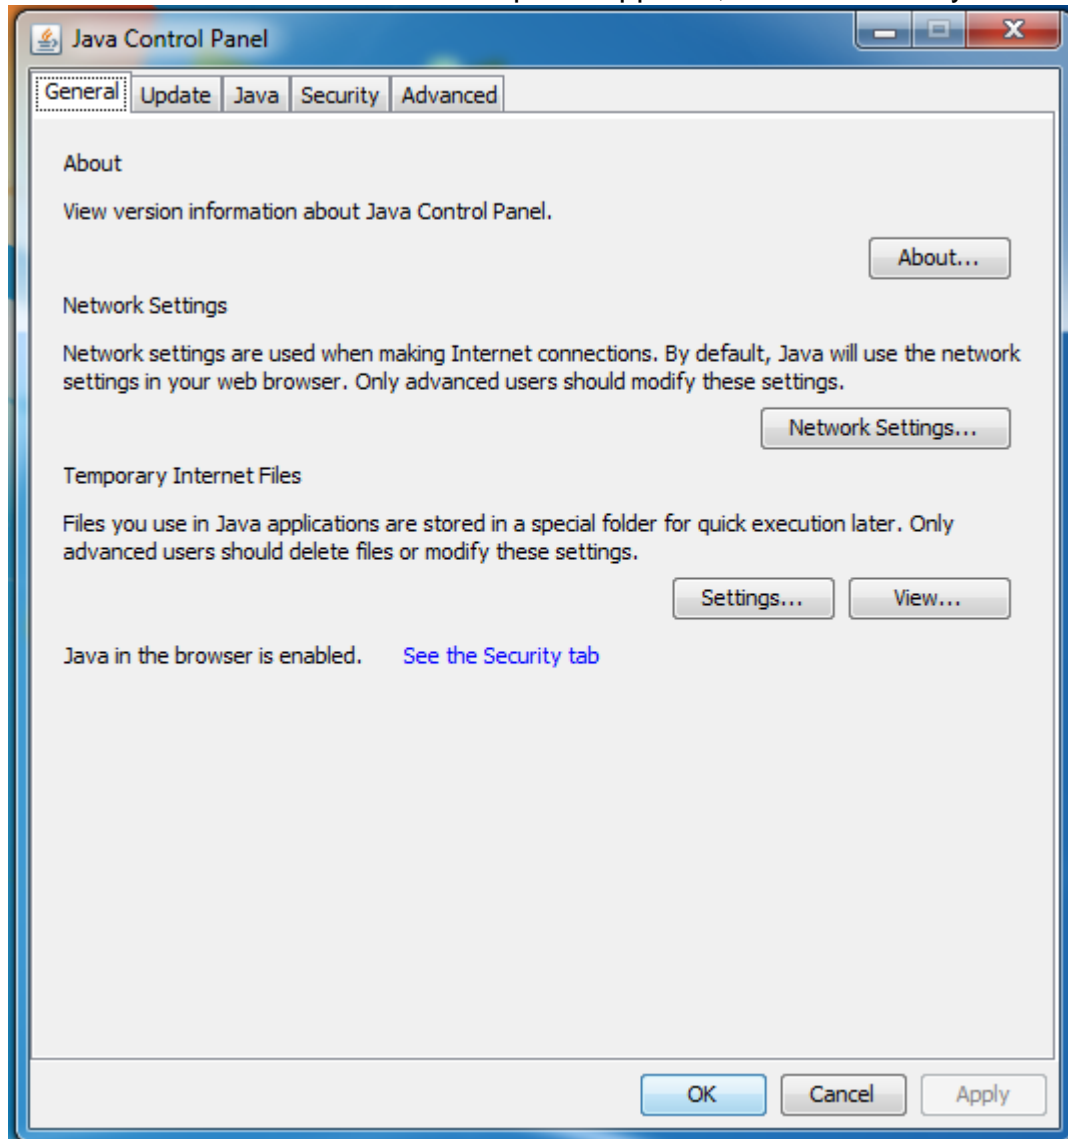 Java Control Panel
General Update Java Security Advanced
About
View version information about Java Control Panel.
About...
Network Settings
Network settings are used when making Internet connections. By default, Java will use the network
settings in your web browser. Only advanced users should modify these settings.
Network Settings...
Temporary Internet Files
Files you use in Java applications are stored in a special folder for quick execution later. Only
advanced users should delete files or modify these settings.
Settings... View...
Java in the browser is enabled. See the Security tab
OK Cancel Apply